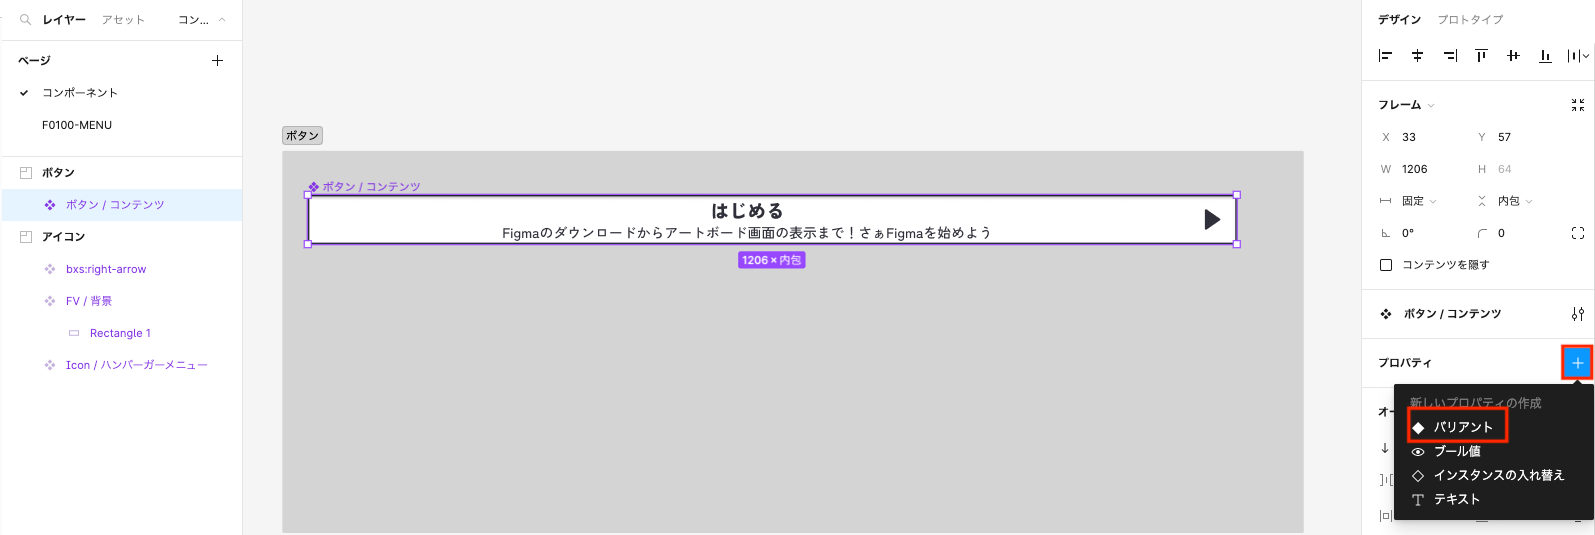 レイヤー アセット コン...
ページ
コンポーネント
F0100-MENU
ボタン
ボタン / コンテンツ
アイコン
bxs:right-arrow
FV / 背景
Rectangle 1
Icon / ハンバーガーメニュー
ボタン
ボタン / コンテンツ
はじめる
Figmaのダウンロードからアートボード画面の表示まで！さぁFigmaを始めよう
1206 × 内包
デザイン プロトタイプ
フレーム
X 33 Y 57
W 1206 H 64
固定 内包
0° 0
コンテンツを隠す
ボタン / コンテンツ
プロパティ
オー
新しいプロパティの作成
バリアント
ブール値
インスタンスの入れ替え
テキスト